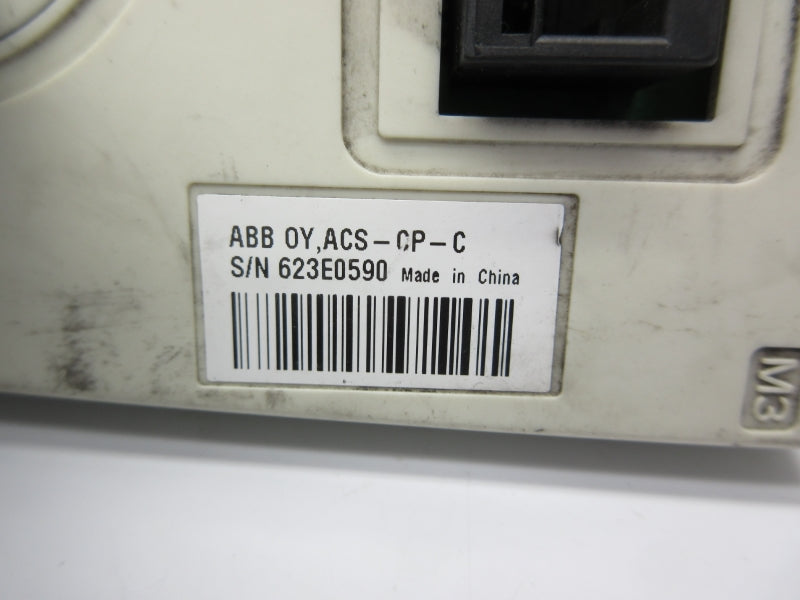 ABB OY,ACS-CP-C
S/N 623E0590 Made in China
M3